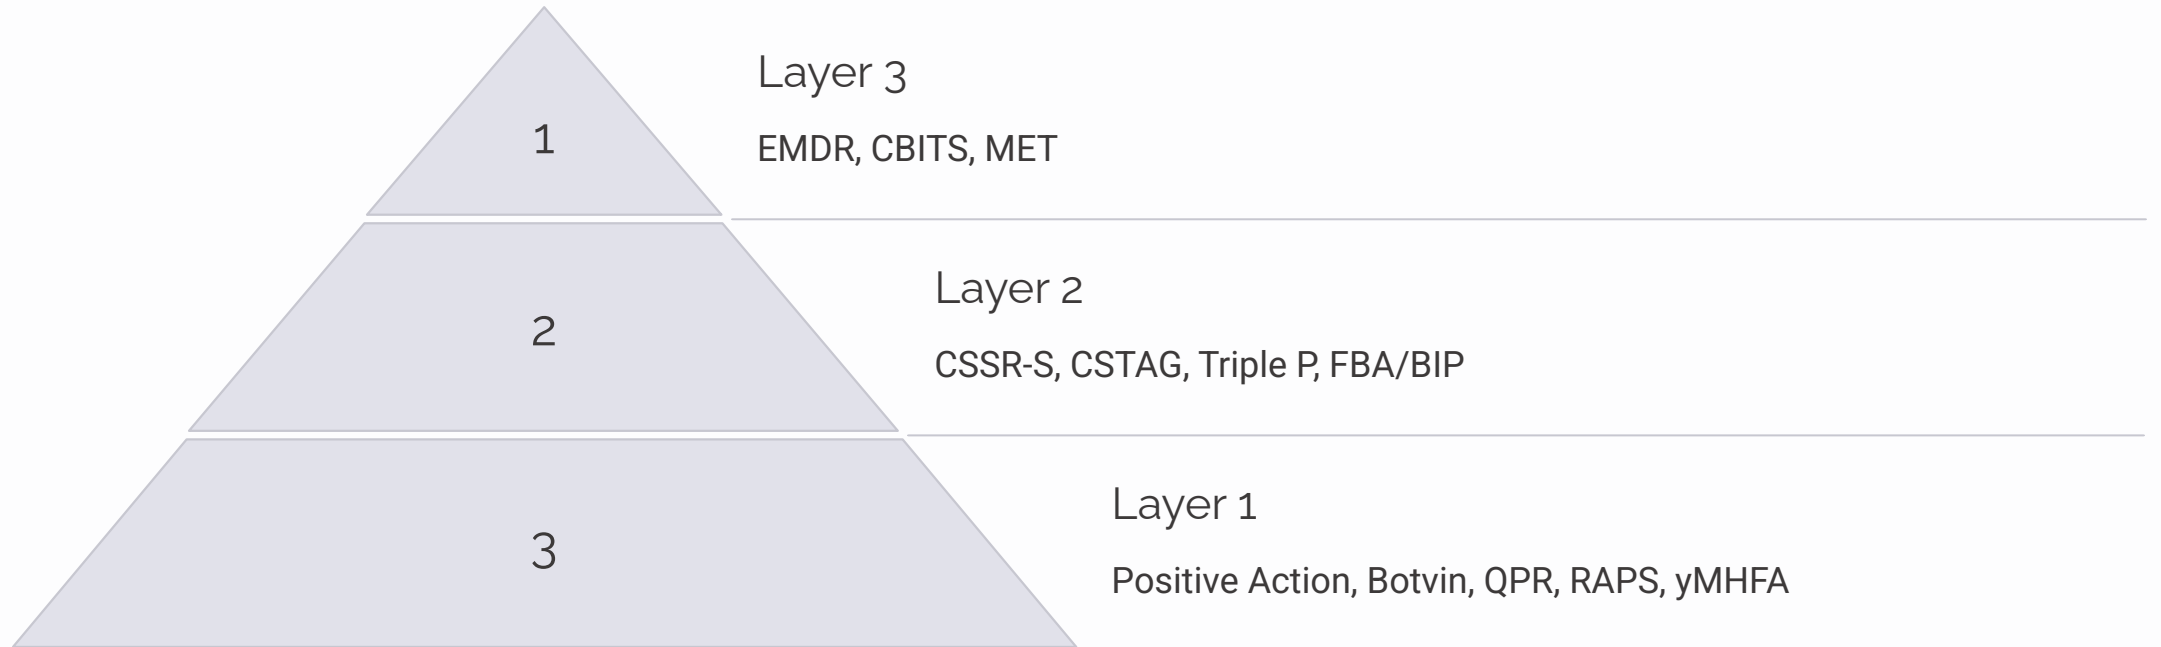 1
Layer 3
EMDR, CBITS, MET
2
Layer 2
CSSR-S, CSTAG, Triple P, FBA/BIP
3
Layer 1
Positive Action, Botvin, QPR, RAPS, yMHFA